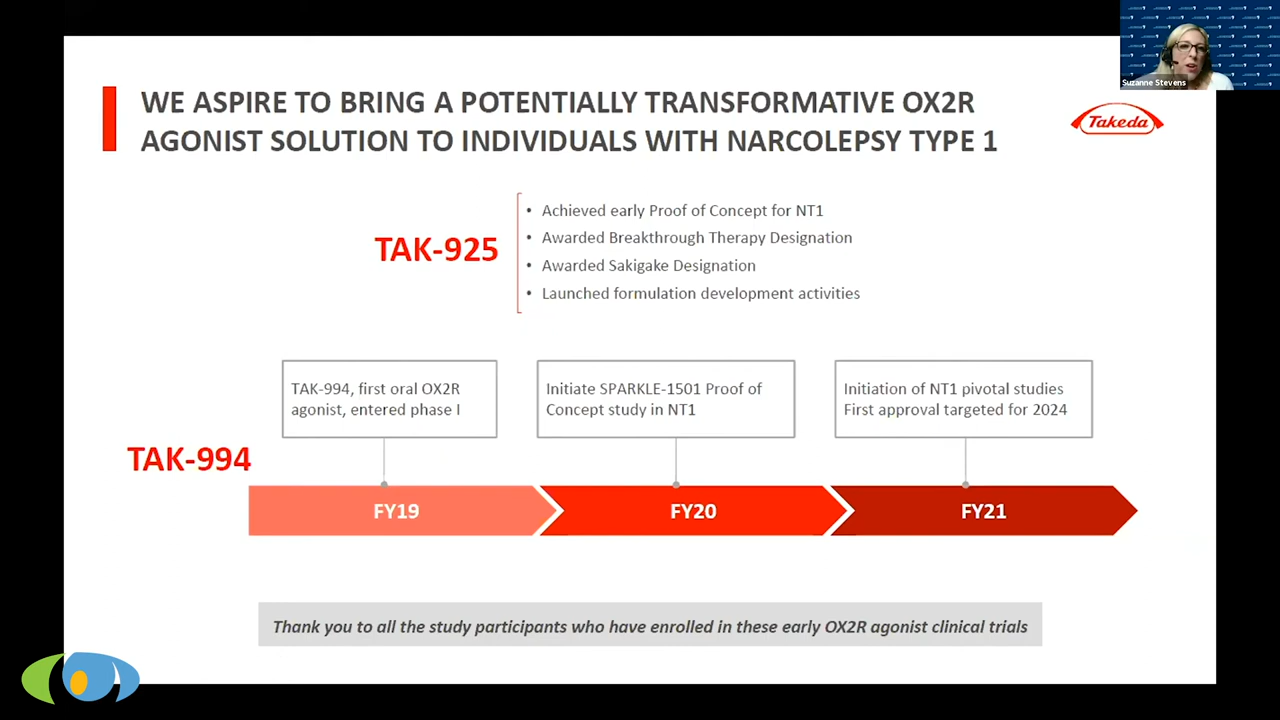 Suzanne Stevens
WE ASPIRE TO BRING A POTENTIALLY TRANSFORMATIVE OX2R
AGONIST SOLUTION TO INDIVIDUALS WITH NARCOLEPSY TYPE 1
Takeda
TAK-925
• Achieved early Proof of Concept for NT1
• Awarded Breakthrough Therapy Designation
• Awarded Sakigake Designation
• Launched formulation development activities
TAK-994, first oral OX2R
agonist, entered phase I
Initiate SPARKLE-1501 Proof of
Concept study in NT1
Initiation of NT1 pivotal studies
First approval targeted for 2024
TAK-994
FY19
FY20
FY21
Thank you to all the study participants who have enrolled in these early OX2R agonist clinical trials